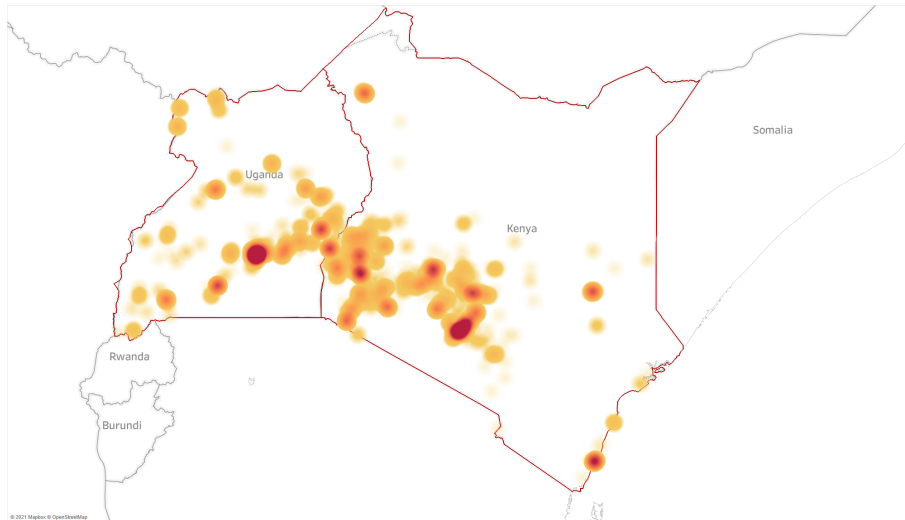 Somalia
Uganda
Kenya
Rwanda
Burundi
© 2021 Mapbox © OpenStreetMap